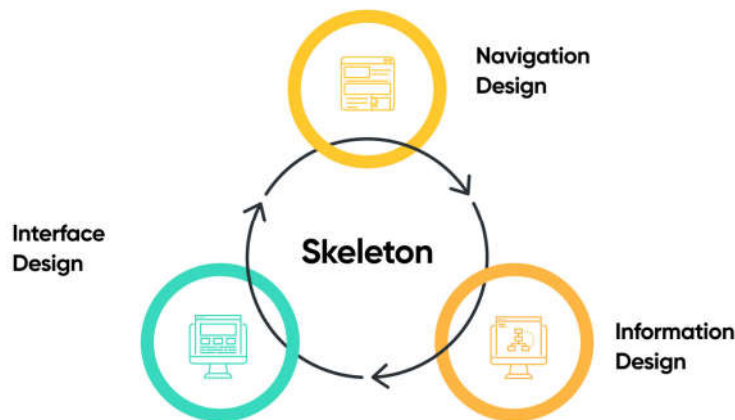 Navigation
Design
Skeleton
Interface
Design
Information
Design